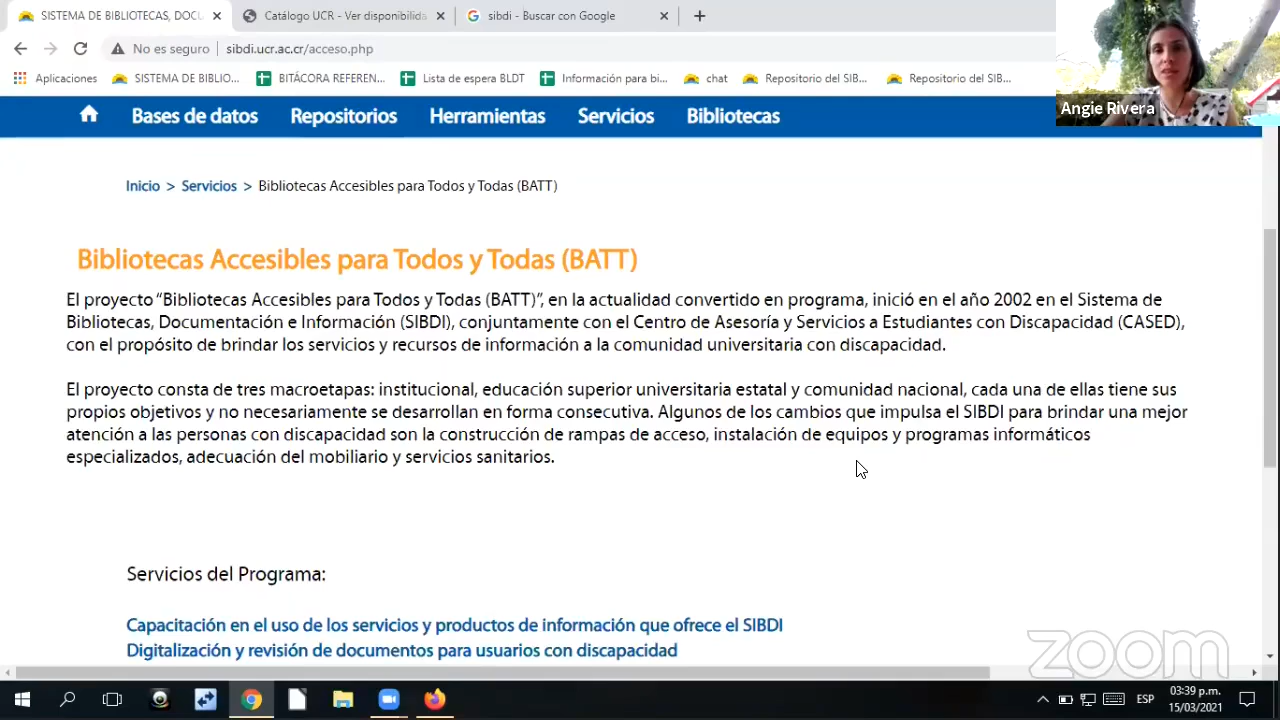 SISTEMA DE BIBLIOTECAS, DOCU
Catálogo UCR - Ver disponibilida
sibdi - Buscar con Google
No es seguro
sibdi.ucr.ac.cr/acceso.php
Aplicaciones
SISTEMA DE BIBLIO...
BITÁCORA REFEREN...
Lista de espera BLDT
Información para bi...
chat
Repositorio del SIB...
Repositorio del SIB...
Angie Rivera
Bases de datos
Repositorios
Herramientas
Servicios
Bibliotecas
Inicio > Servicios > Bibliotecas Accesibles para Todos y Todas (BATT)
Bibliotecas Accesibles para Todos y Todas (BATT)
El proyecto “Bibliotecas Accesibles para Todos y Todas (BATT)”, en la actualidad convertido en programa, inició en el año 2002 en el Sistema de
Bibliotecas, Documentación e Información (SIBDI), conjuntamente con el Centro de Asesoría y Servicios a Estudiantes con Discapacidad (CASED),
con el propósito de brindar los servicios y recursos de información a la comunidad universitaria con discapacidad.
El proyecto consta de tres macroetapas: institucional, educación superior universitaria estatal y comunidad nacional, cada una de ellas tiene sus
propios objetivos y no necesariamente se desarrollan en forma consecutiva. Algunos de los cambios que impulsa el SIBDI para brindar una mejor
atención a las personas con discapacidad son la construcción de rampas de acceso, instalación de equipos y programas informáticos
especializados, adecuación del mobiliario y servicios sanitarios.
Servicios del Programa:
Capacitación en el uso de los servicios y productos de información que ofrece el SIBDI
Digitalización y revisión de documentos para usuarios con discapacidad
zoom
ESP
03:39 p.m.
15/03/2021